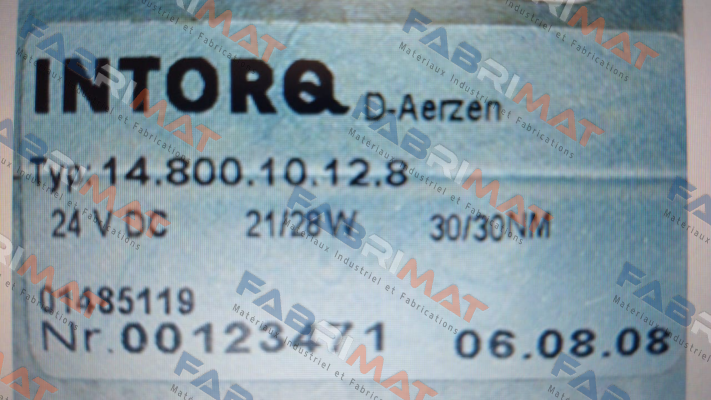 INTORQ D-Aerzen
Typ: 14.800.10.12.8
24 V DC 21/28W 30/30NM
01485119
Nr. 00123471 06.08.08
FABRIMAT
Materiaux Industriel et Fabrications